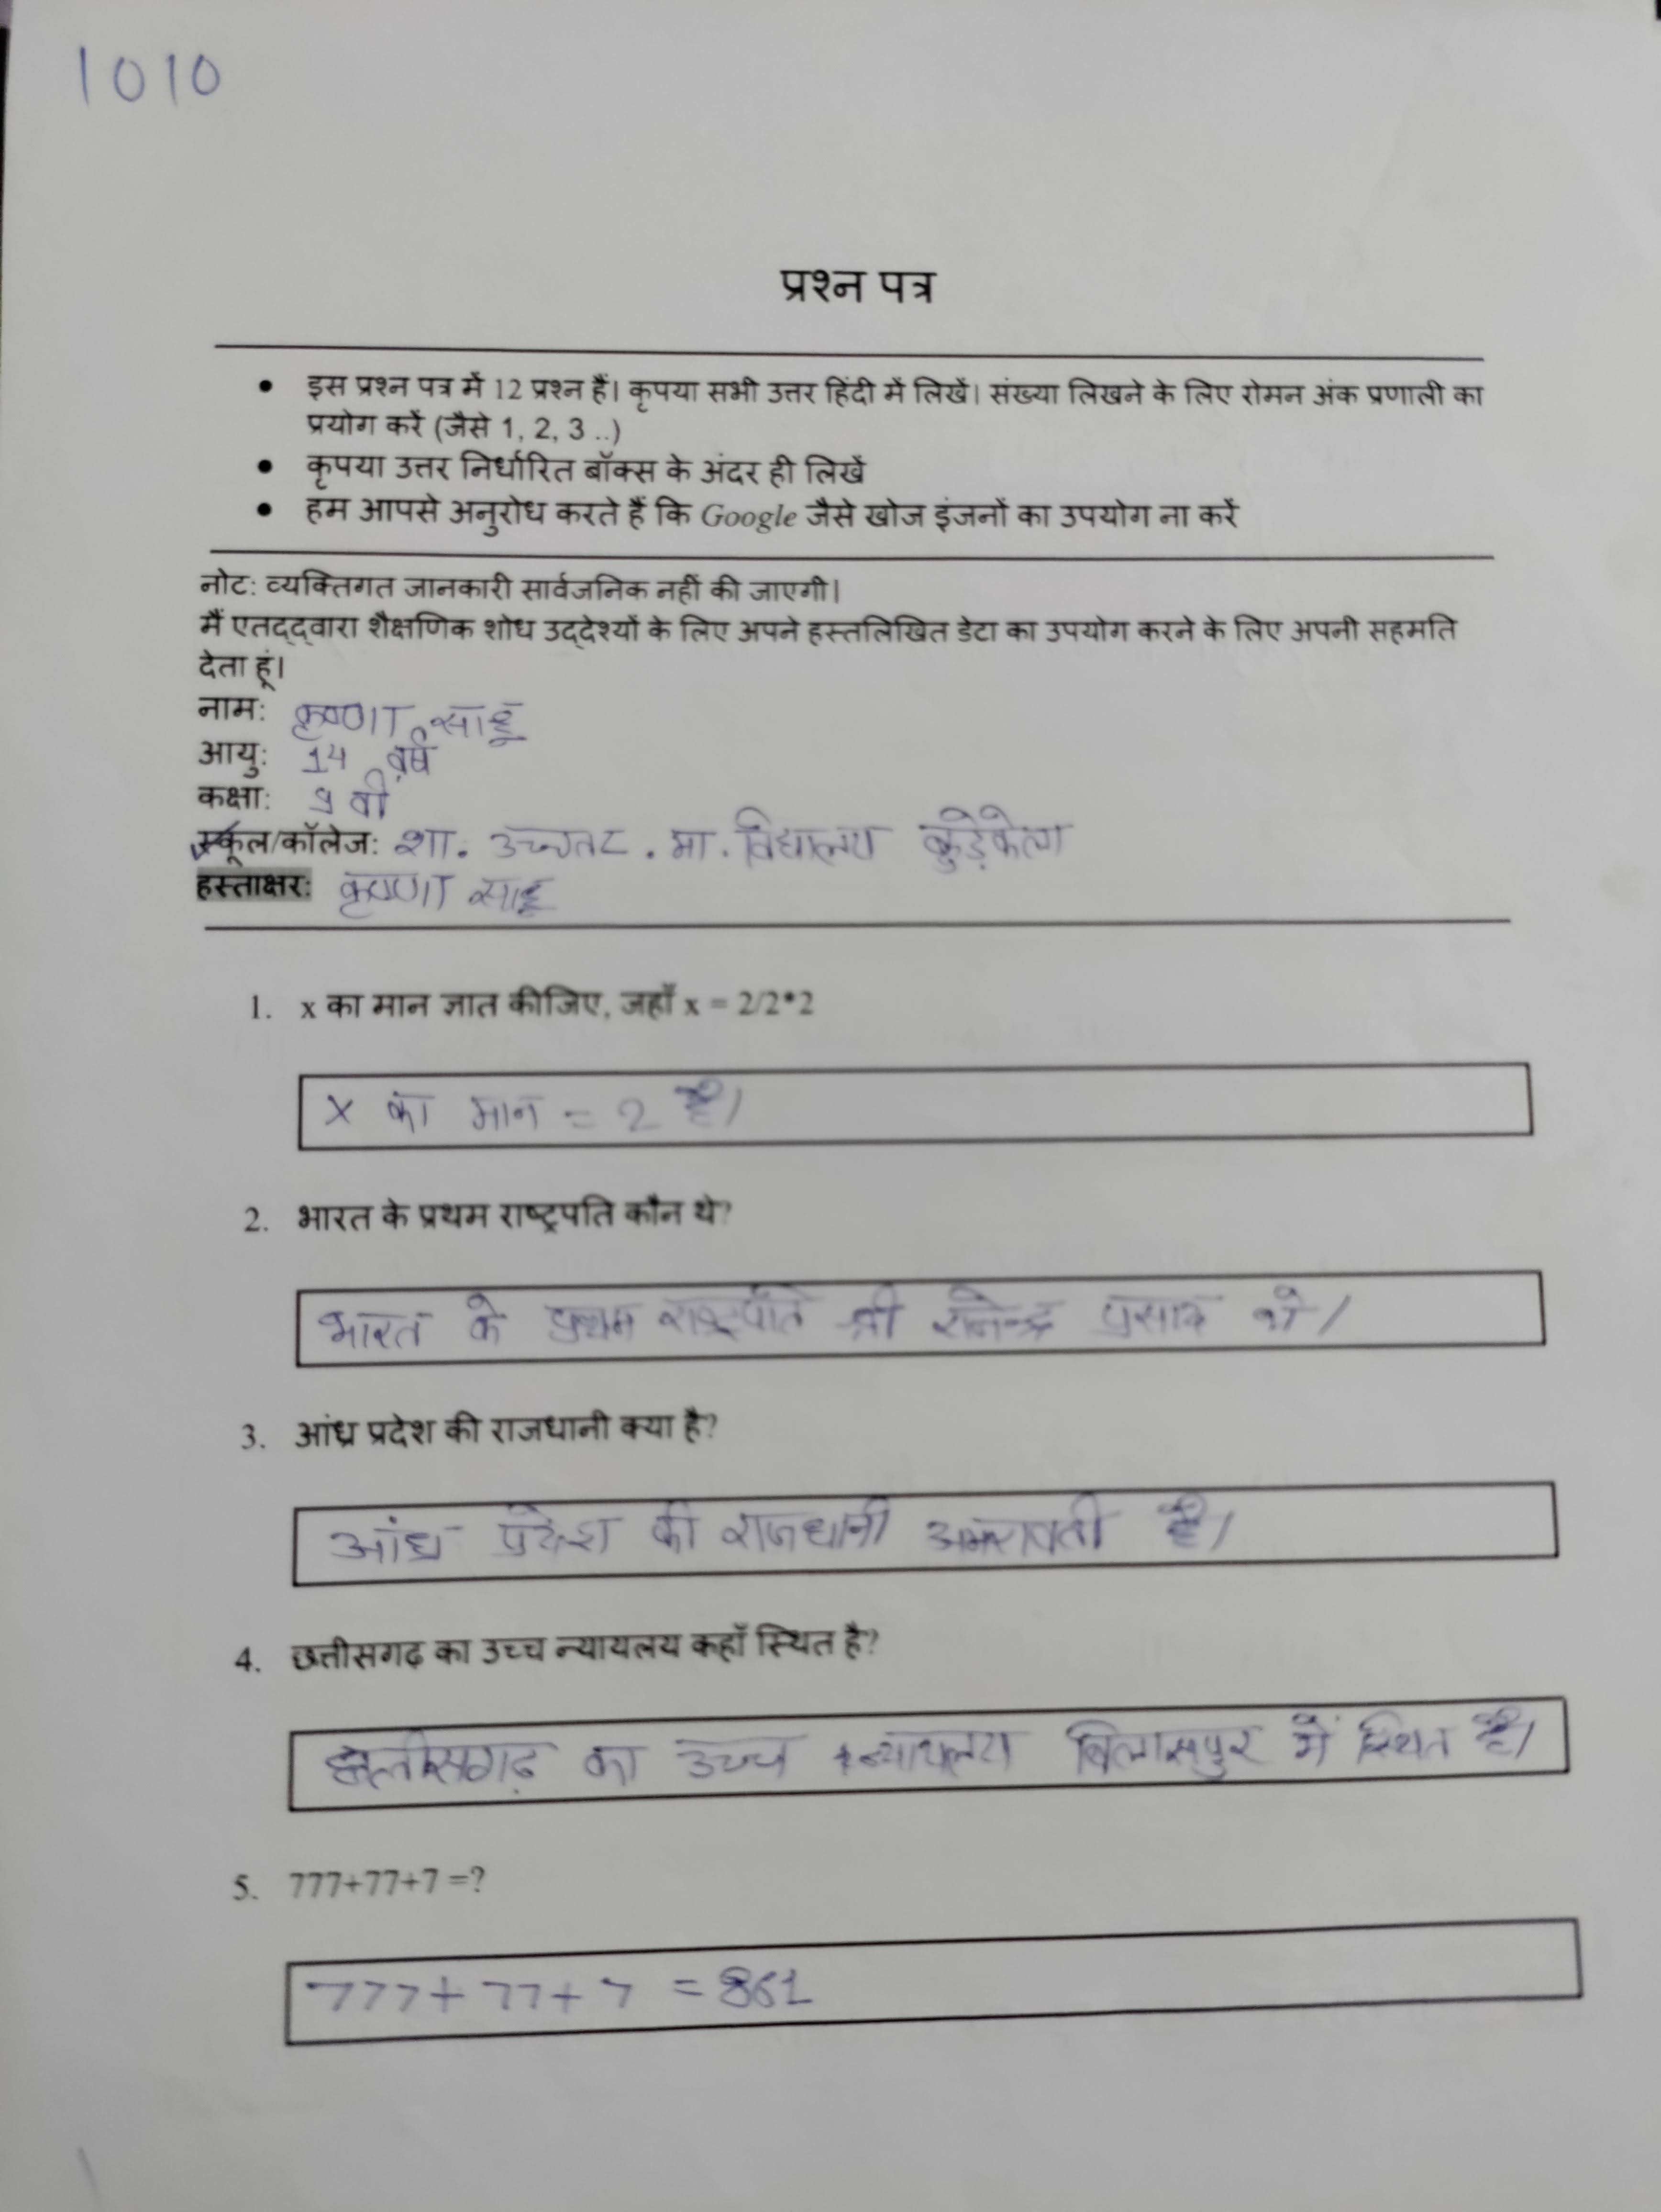 1010
प्रश्न पत्र
• इस प्रश्न पत्र में 12 प्रश्न हैं। कृपया सभी उत्तर हिंदी में लिखें। संख्या लिखने के लिए रोमन अंक प्रणाली का
प्रयोग करें (जैसे 1, 2, 3 ..)
• कृपया उत्तर निर्धारित बॉक्स के अंदर ही लिखें
• हम आपसे अनुरोध करते हैं कि Google जैसे खोज इंजनों का उपयोग ना करें
नोट: व्यक्तिगत जानकारी सार्वजनिक नहीं की जाएगी।
मैं एतद्द्वारा शैक्षणिक शोध उद्देश्यों के लिए अपने हस्तलिखित डेटा का उपयोग करने के लिए अपनी सहमति
देता हूं।
नाम: कृष्णा साहू
आयु: 14 वर्ष
कक्षा: 9 वीं
स्कूल/कॉलेज: शा. उच्चतर . मा . विद्यालय कुड़ेकेला
हस्ताक्षर: कृष्णा साहू
1. x का मान ज्ञात कीजिए, जहाँ x = 2/2*2
x का मान = 2 है।
2. भारत के प्रथम राष्ट्रपति कौन थे?
भारत के प्रथम राष्ट्रपति श्री राजेन्द्र प्रसाद थे।
3. आंध्र प्रदेश की राजधानी क्या है?
आंध्र प्रदेश की राजधानी अमरावती है।
4. छत्तीसगढ़ का उच्च न्यायलय कहाँ स्थित है?
छत्तीसगढ़ का उच्च न्यायालय बिलासपुर में स्थित है।
5. 777+77+7 =?
777+ 77+ 7 = 861